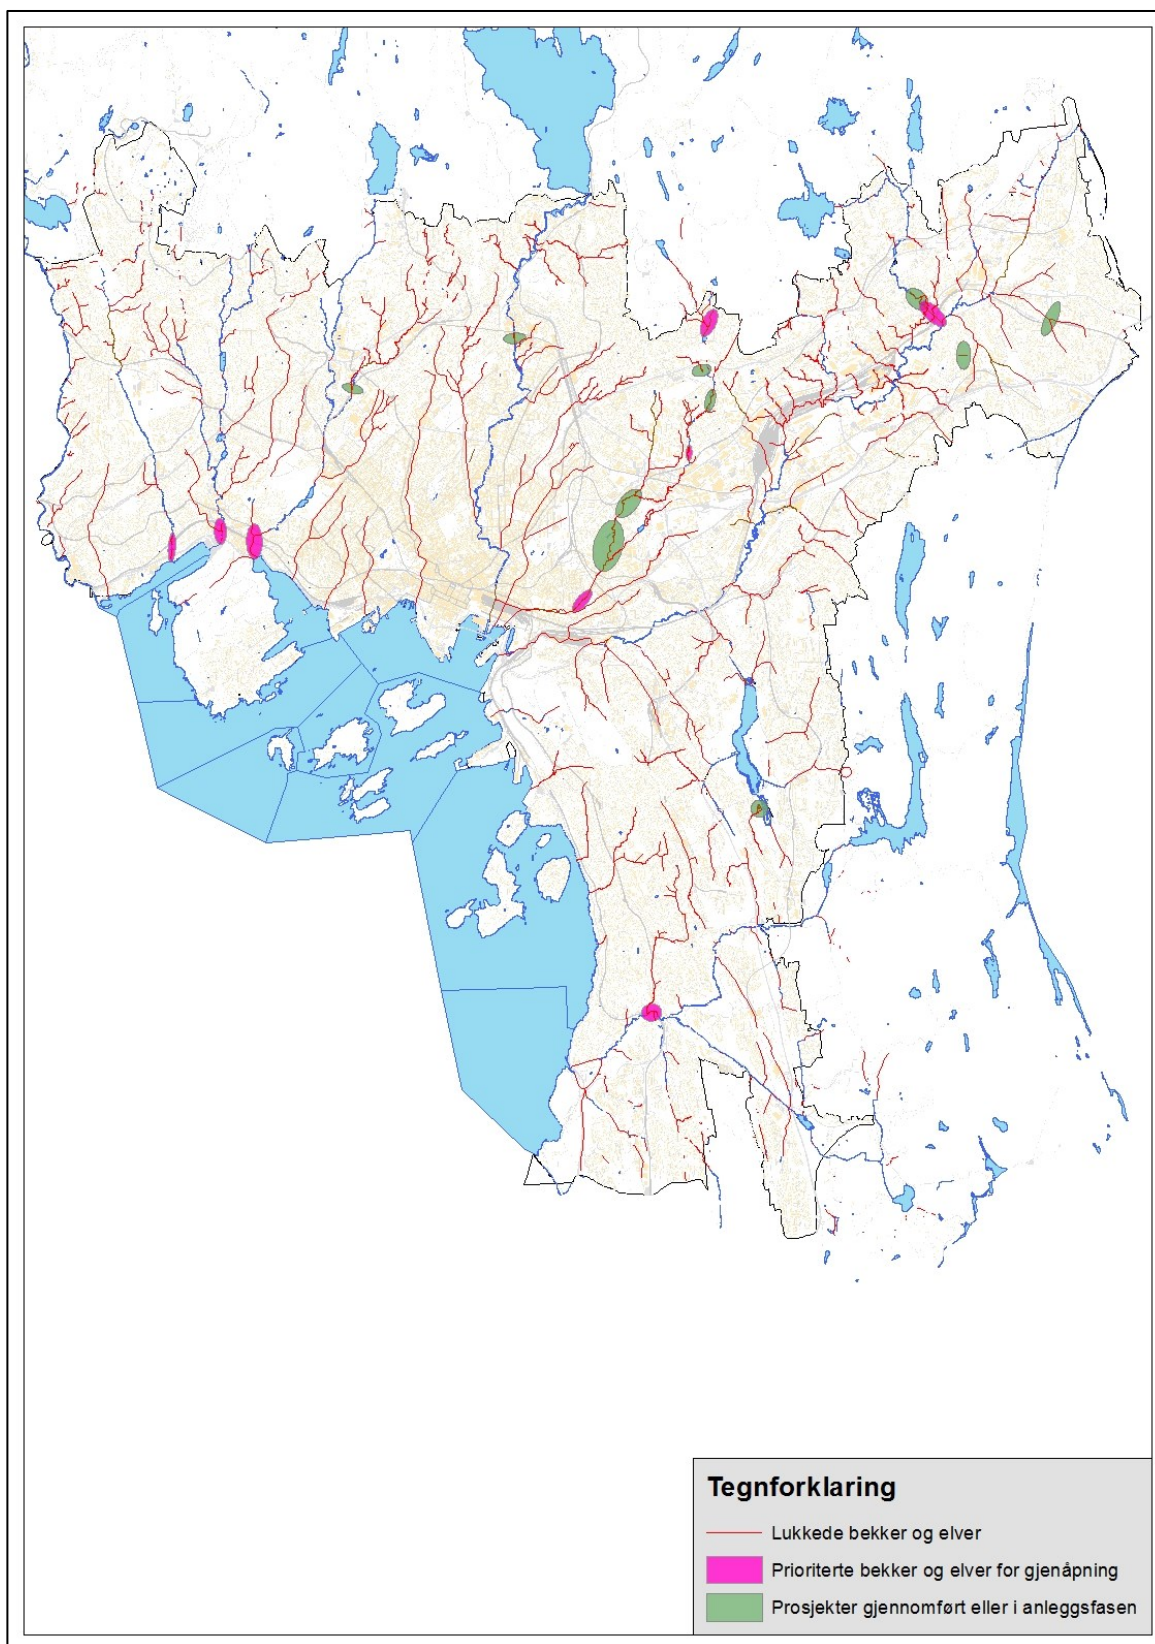 Tegnforklaring
Lukkede bekker og elver
Prioriterte bekker og elver for gjenåpning
Prosjekter gjennomført eller i anleggsfasen